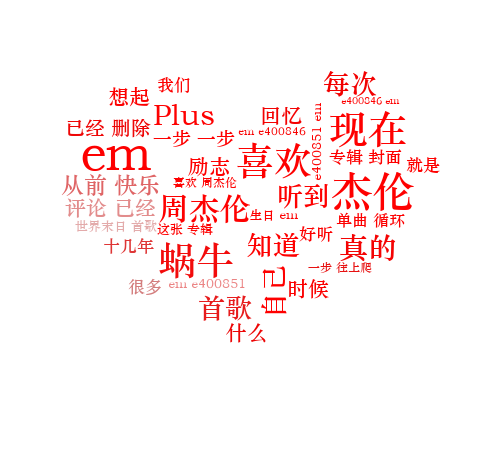 我们
每次
想起
e400846 em
Plus
回忆
已经 删除
一步 一步
em e400846
e400851 em
现在
em
喜欢
专辑 封面
就是
励志
从前 快乐
喜欢 周杰伦
听到
杰伦
评论 已经
周杰伦
生日 em
单曲 循环
世界末日 首歌
这张 专辑
好听
十几年
知道
真的
蜗牛
一步 往上爬
很多
em e400851
自己
时候
首歌
什么